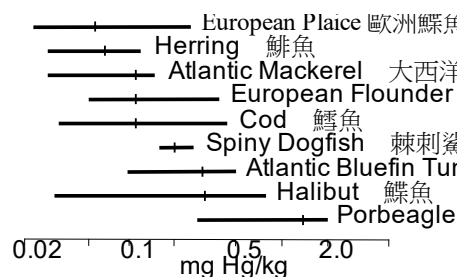 European Plaice 歐洲鰈魚
Herring 鯡魚
Atlantic Mackerel 大西洋
European Flounder
Cod 鱈魚
Spiny Dogfish 棘刺鯊
Atlantic Bluefin Tun
Halibut 鰈魚
Porbeagle
0.02 0.1 0.5 2.0
mg Hg/kg